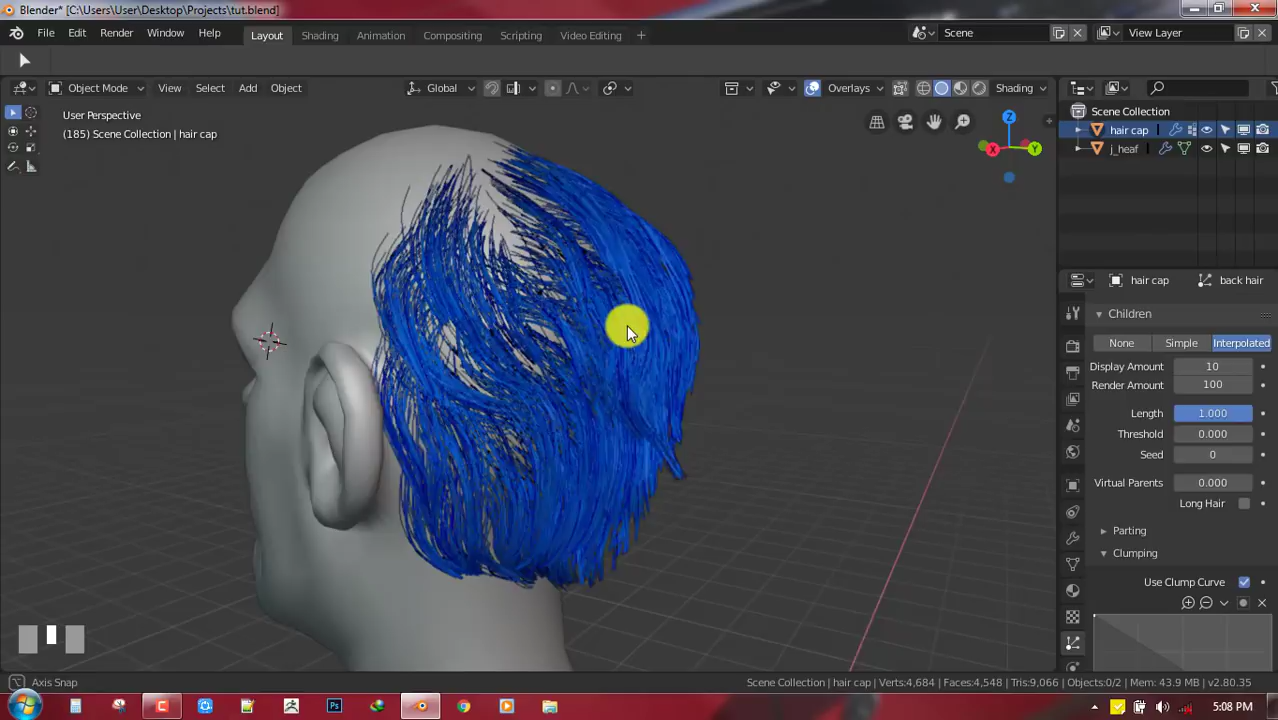 Blender* [C:\Users\User\Desktop\Projects\tut.blend]
File Edit Render Window Help Layout Shading Animation Compositing Scripting Video Editing + Scene View Layer
Object Mode View Select Add Object Global Overlays Shading
User Perspective
(185) Scene Collection | hair cap
Z
X
Y
Scene Collection
hair cap
j_heaf
hair cap back hair
Children
None Simple Interpolated
Display Amount 10
Render Amount 100
Length 1.000
Threshold 0.000
Seed 0
Virtual Parents 0.000
Long Hair
Parting
Clumping
Use Clump Curve
Axis Snap
Scene Collection | hair cap | Verts:4,684 | Faces:4,548 | Tris:9,066 | Objects:0/2 | Mem: 43.9 MB | v2.80.35
Ps
5:08 PM